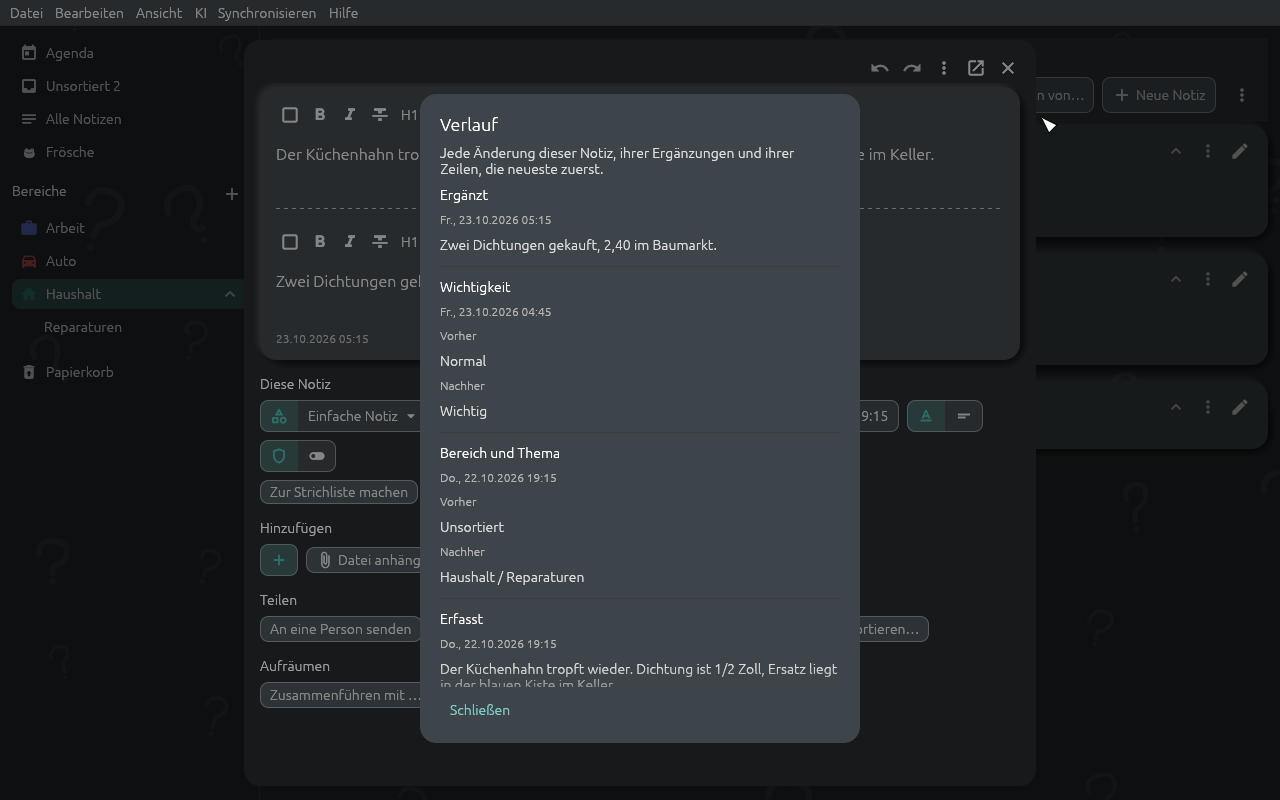 Datei Bearbeiten Ansicht KI Synchronisieren Hilfe
Agenda
Unsortiert 2
Alle Notizen
Frösche
Bereiche
Arbeit
Auto
Haushalt
Reparaturen
Papierkorb
n von…
Neue Notiz
B I H1
Der Küchenhahn tro
e im Keller.
B I H1
Zwei Dichtungen gel
23.10.2026 05:15
Diese Notiz
Einfache Notiz
9:15
A
Zur Strichliste machen
Hinzufügen
Datei anhäng
Teilen
An eine Person senden
ortieren…
Aufräumen
Zusammenführen mit …
Verlauf
Jede Änderung dieser Notiz, ihrer Ergänzungen und ihrer
Zeilen, die neueste zuerst.
Ergänzt
Fr., 23.10.2026 05:15
Zwei Dichtungen gekauft, 2,40 im Baumarkt.
Wichtigkeit
Fr., 23.10.2026 04:45
Vorher
Normal
Nachher
Wichtig
Bereich und Thema
Do., 22.10.2026 19:15
Vorher
Unsortiert
Nachher
Haushalt / Reparaturen
Erfasst
Do., 22.10.2026 19:15
Der Küchenhahn tropft wieder. Dichtung ist 1/2 Zoll, Ersatz liegt
in der blauen Kiste im Keller.
Schließen